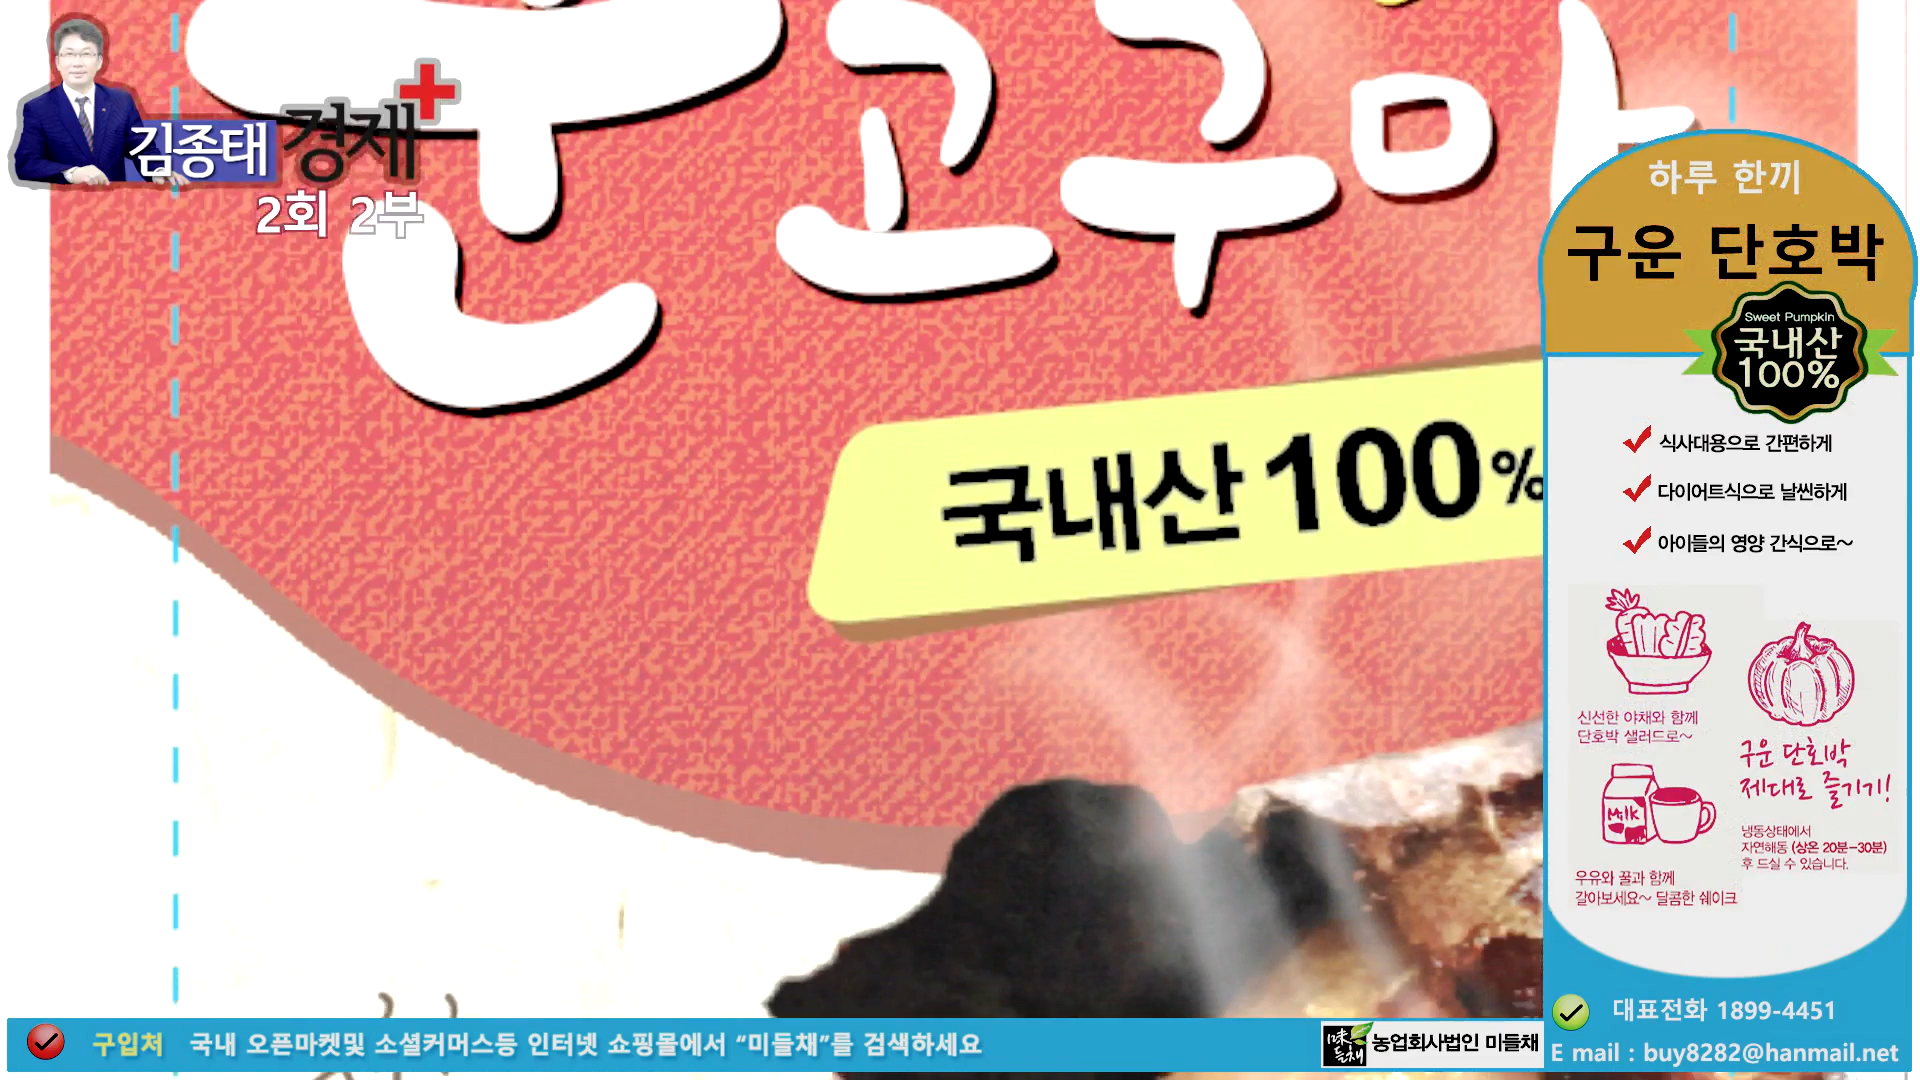 운고구마
국내산 100%
김종태 경제+
2회 2부
하루 한끼
구운 단호박
Sweet Pumpkin
국내산
100%
식사대용으로 간편하게
다이어트식으로 날씬하게
아이들의 영양 간식으로~
신선한 야채와 함께
단호박 샐러드로~
구운 단호박
제대로 즐기기!
Milk
냉동상태에서
자연해동 (상온 20분-30분)
후 드실 수 있습니다.
우유와 꿀과 함께
갈아보세요~ 달콤한 쉐이크
구입처 국내 오픈마켓및 소셜커머스등 인터넷 쇼핑몰에서 “미들채”를 검색하세요
味들채
농업회사법인 미들채
대표전화 1899-4451
E mail : buy8282@hanmail.net